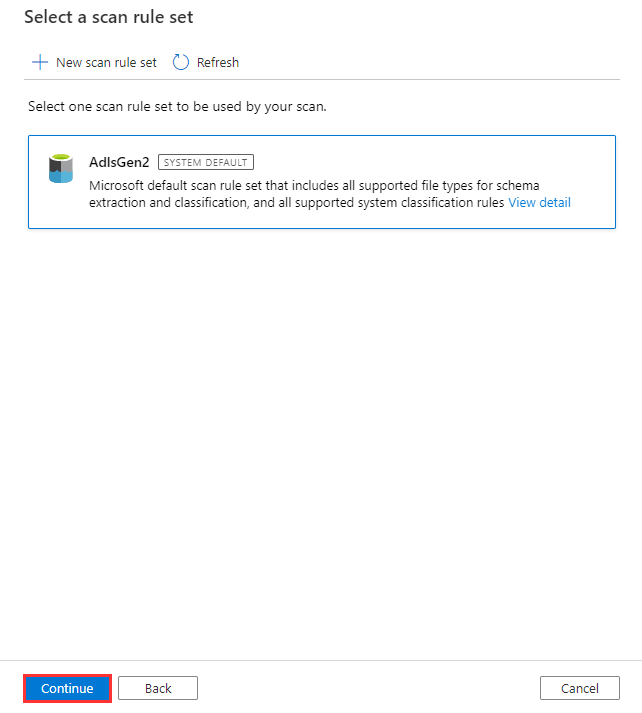 Select a scan rule set
New scan rule set Refresh
Select one scan rule set to be used by your scan.
AdlsGen2 SYSTEM DEFAULT
Microsoft default scan rule set that includes all supported file types for schema
extraction and classification, and all supported system classification rules View detail
Continue Back Cancel